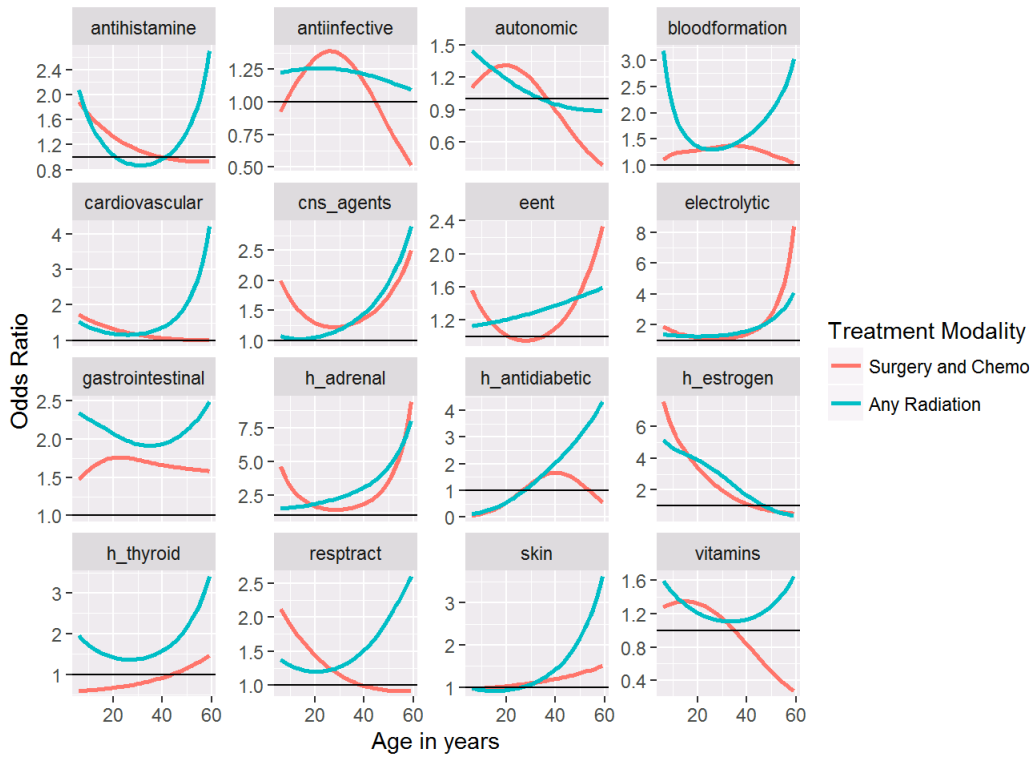 antihistamine antiinfective autonomic bloodformation
2.4 2.0 1.6 1.2 0.8
1.25 1.00 0.75 0.50
1.5 1.2 0.9 0.6
3.0 2.5 2.0 1.5 1.0
cardiovascular cns_agents eent electrolytic
4 3 2 1
2.5 2.0 1.5 1.0
2.4 2.0 1.6 1.2
8 6 4 2
gastrointestinal h_adrenal h_antidiabetic h_estrogen
2.5 2.0 1.5 1.0
7.5 5.0 2.5
4 3 2 1 0
6 4 2
h_thyroid resptract skin vitamins
3 2 1
2.5 2.0 1.5 1.0
3 2 1
1.6 1.2 0.8 0.4
20 40 60 20 40 60 20 40 60 20 40 60
Age in years
Odds Ratio
Treatment Modality
Surgery and Chemo
Any Radiation